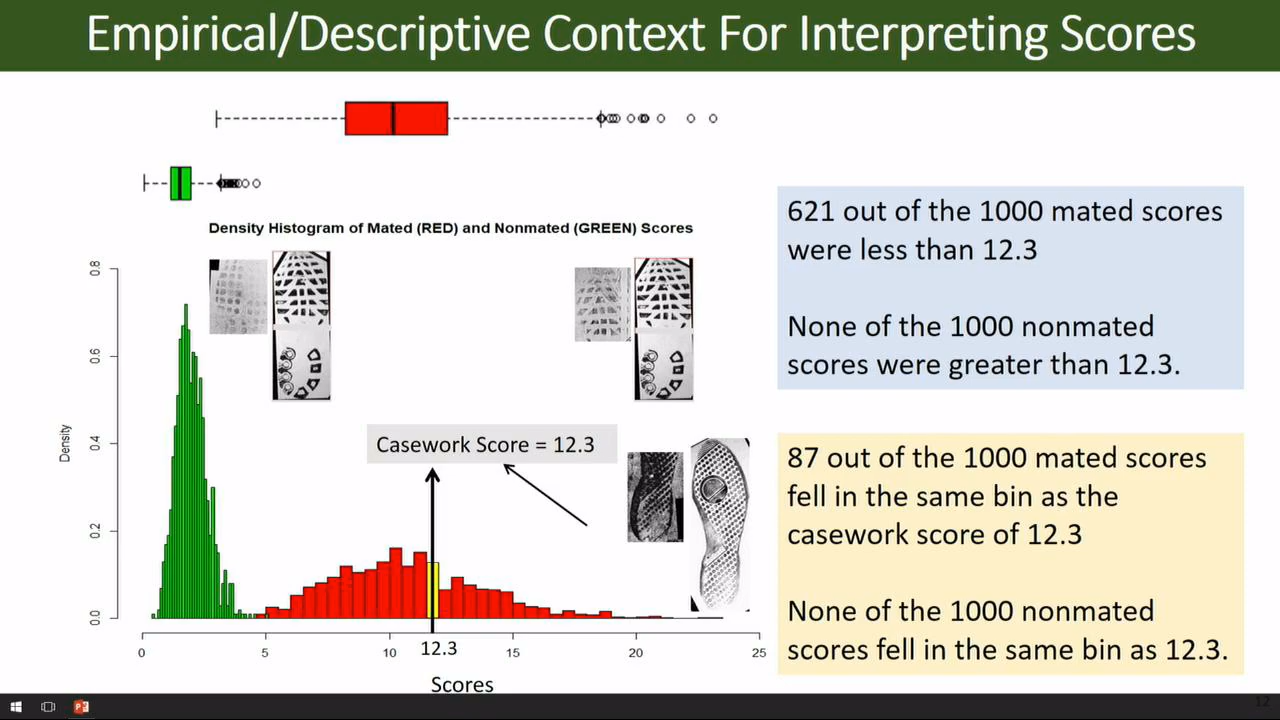 Empirical/Descriptive Context For Interpreting Scores
Density Histogram of Mated (RED) and Nonmated (GREEN) Scores
Density
0.8
0.6
0.4
0.2
0.0
Casework Score = 12.3
0
5
10
12.3
15
20
25
Scores
621 out of the 1000 mated scores
were less than 12.3
None of the 1000 nonmated
scores were greater than 12.3.
87 out of the 1000 mated scores
fell in the same bin as the
casework score of 12.3
None of the 1000 nonmated
scores fell in the same bin as 12.3.
12